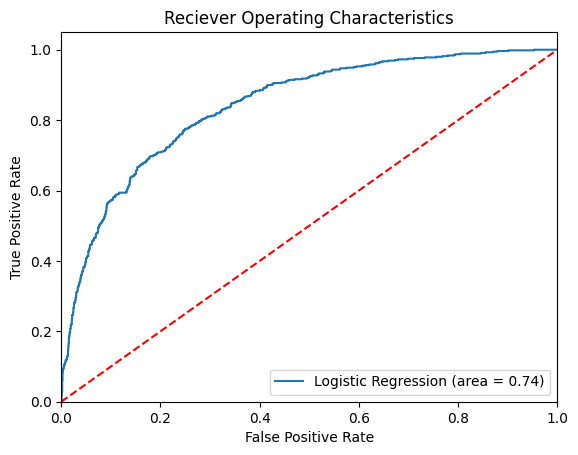 Reciever Operating Characteristics
True Positive Rate
1.0
0.8
0.6
0.4
0.2
0.0
Logistic Regression (area = 0.74)
0.0 0.2 0.4 0.6 0.8 1.0
False Positive Rate